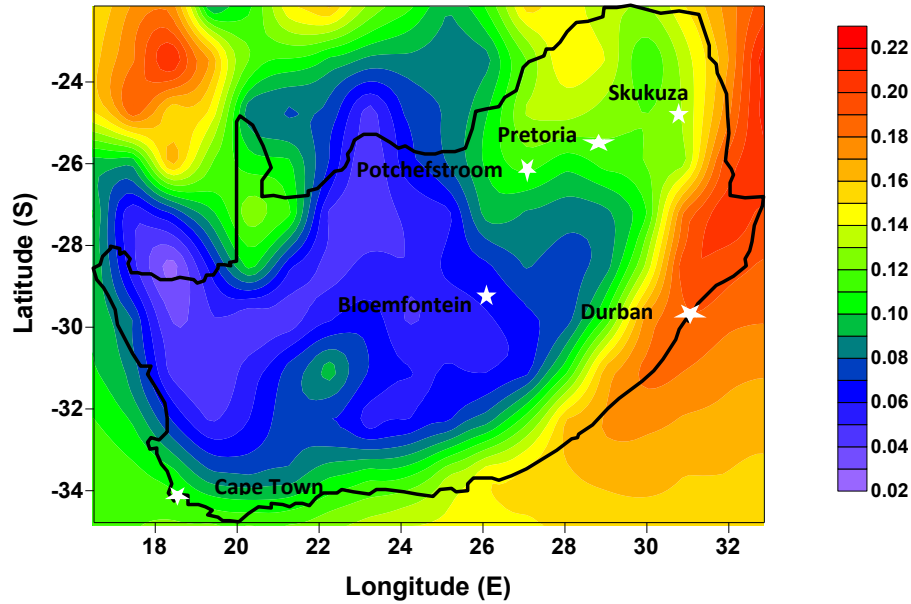 0.22
-24
Skukuza
0.20
Pretoria
0.18
-26
Potchefstroom
0.16
0.14
Latitude (S)
-28
0.12
Bloemfontein
Durban
0.10
-30
0.08
-32
0.06
0.04
-34
Cape Town
0.02
18 20 22 24 26 28 30 32
Longitude (E)